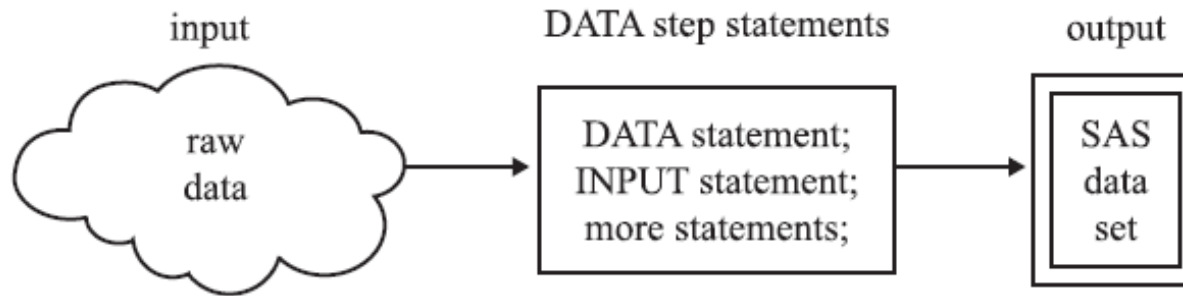 input
DATA step statements
output
raw
data
DATA statement;
INPUT statement;
more statements;
SAS
data
set